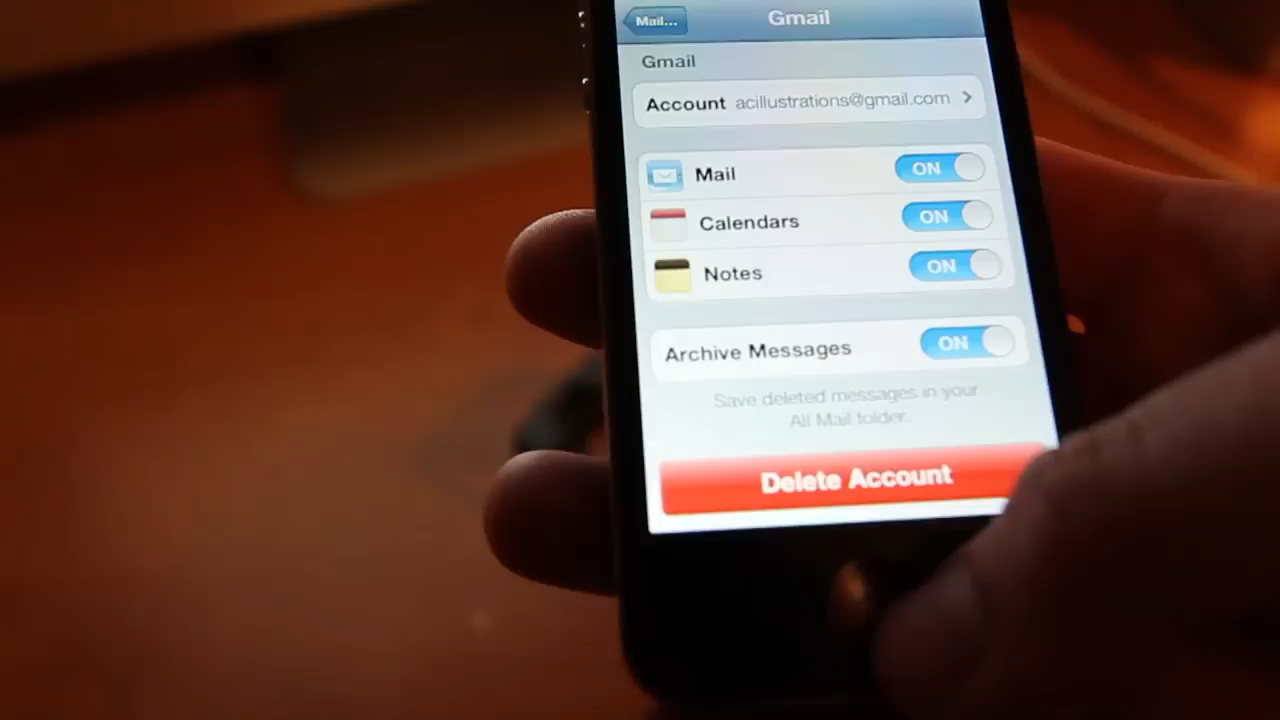 Mail...
Gmail
Gmail
Account acillustrations@gmail.com
Mail ON
Calendars ON
Notes ON
Archive Messages ON
Save deleted messages in your
All Mail folder.
Delete Account